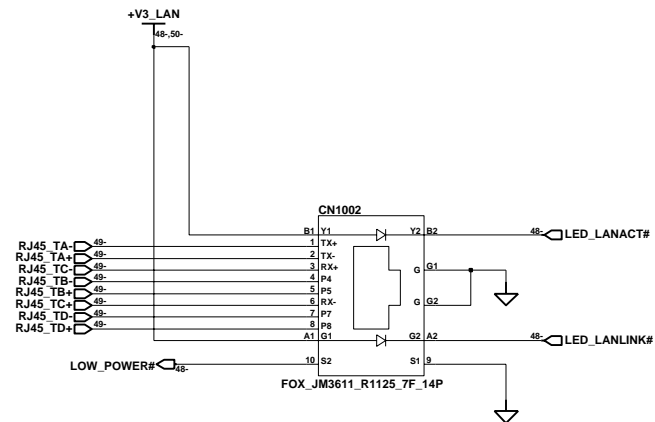 +V3_LAN
48-,50-
CN1002
B1 Y1 Y2 B2 48- LED_LANACT#
RJ45_TA- 49- 1 TX+
RJ45_TA+ 49- 2 TX-
RJ45_TC- 49- 3 RX+ G G1
RJ45_TB- 49- 4 P4
RJ45_TB+ 49- 5 P5
RJ45_TC+ 49- 6 RX- G G2
RJ45_TD- 49- 7 P7
RJ45_TD+ 49- 8 P8
A1 G1 G2 A2 48- LED_LANLINK#
LOW_POWER# 48- 10 S2 S1 9
FOX_JM3611_R1125_7F_14P